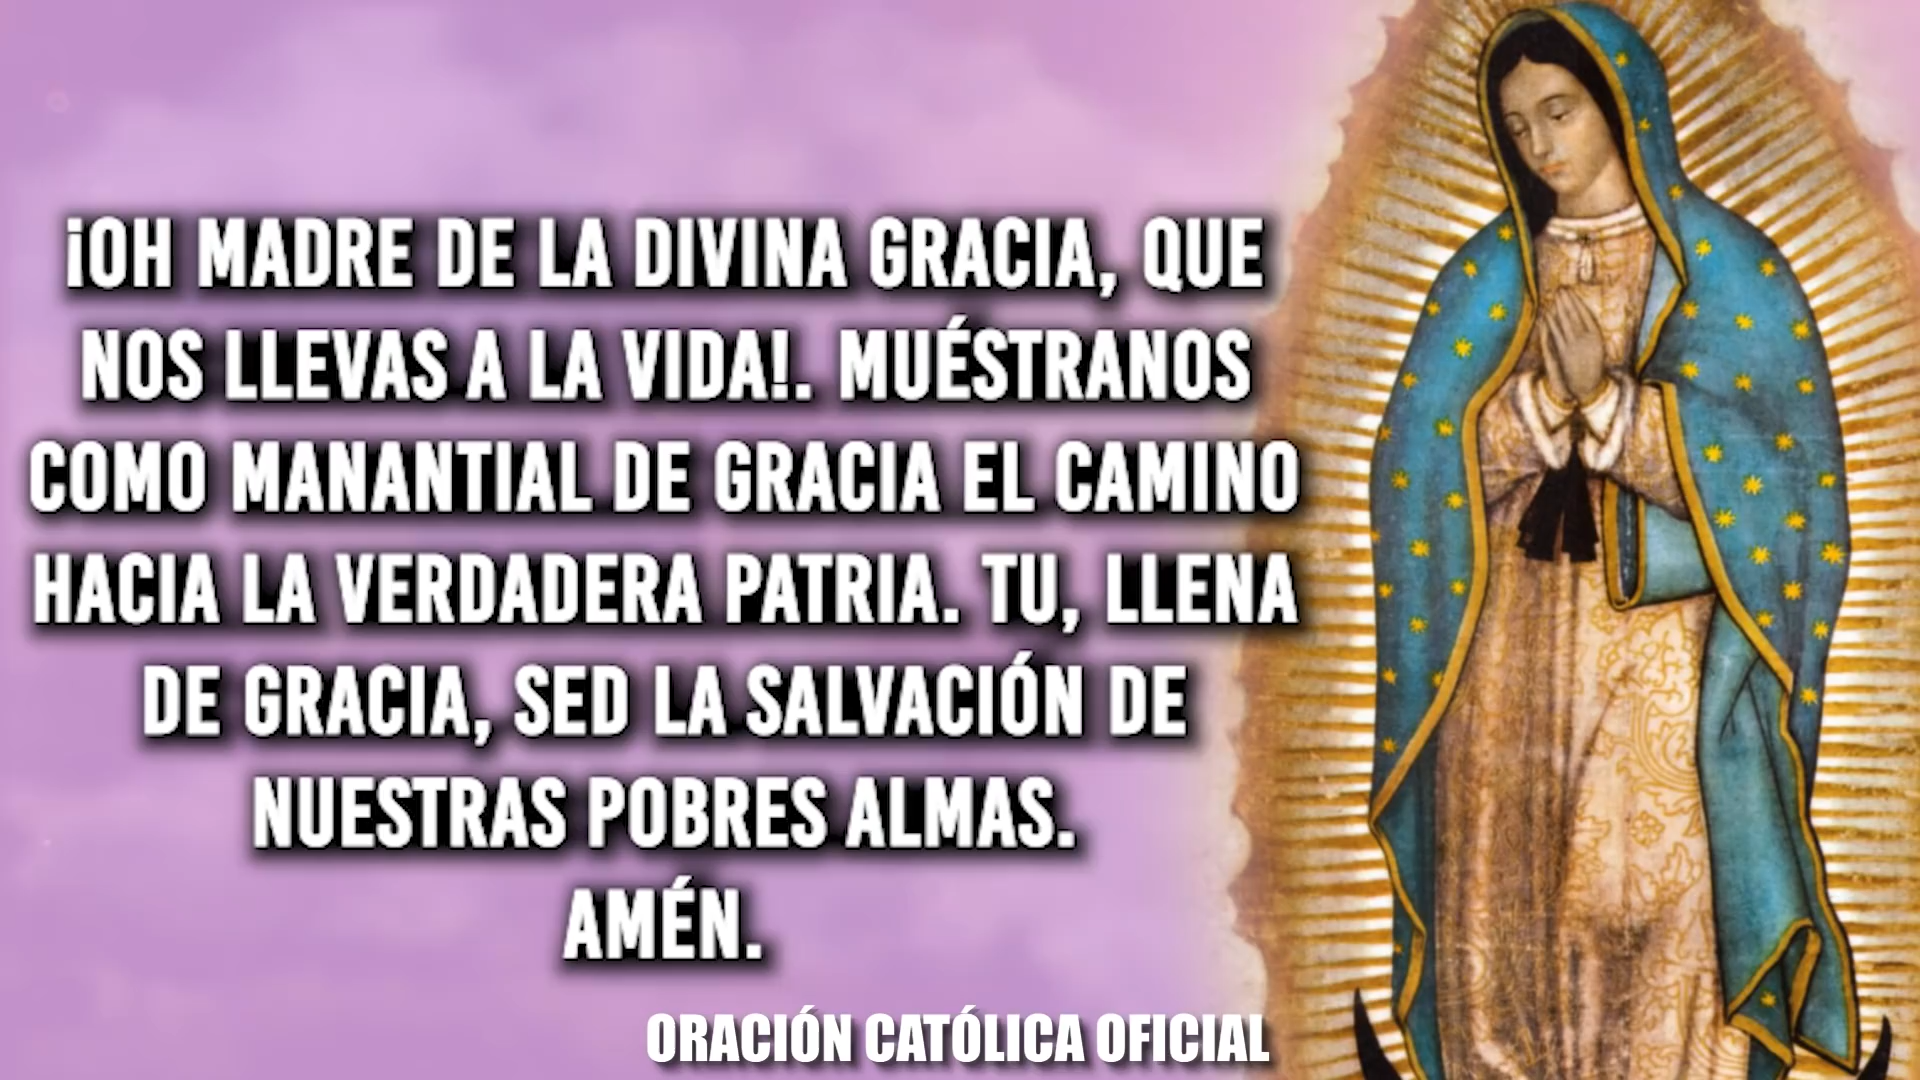 ¡OH MADRE DE LA DIVINA GRACIA, QUE
NOS LLEVAS A LA VIDA!. MUÉSTRANOS
COMO MANANTIAL DE GRACIA EL CAMINO
HACIA LA VERDADERA PATRIA. TU, LLENA
DE GRACIA, SED LA SALVACIÓN DE
NUESTRAS POBRES ALMAS.
AMÉN.
ORACIÓN CATÓLICA OFICIAL